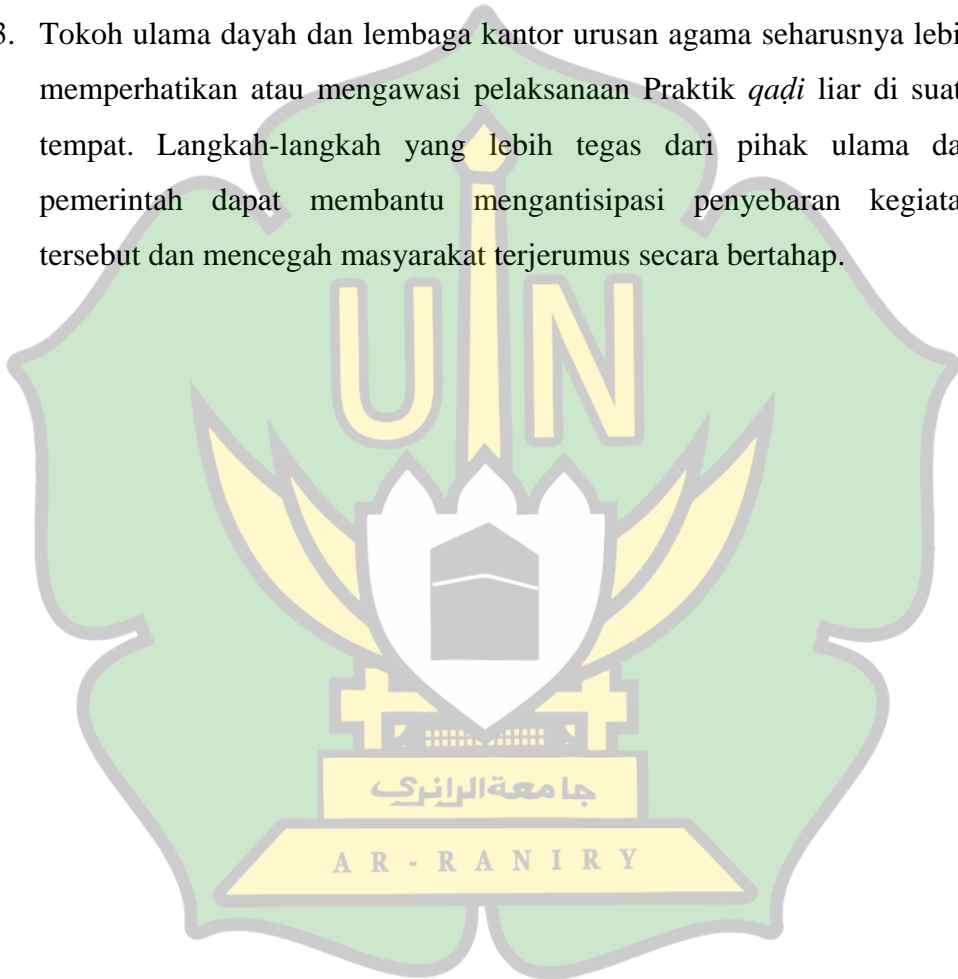 3. Tokoh ulama dayah dan lembaga kantor urusan agama seharusnya lebi
memperhatikan atau mengawasi pelaksanaan Praktik qaḍi liar di suat
tempat. Langkah-langkah yang lebih tegas dari pihak ulama da
pemerintah dapat membantu mengantisipasi penyebaran kegiata
tersebut dan mencegah masyarakat terjerumus secara bertahap.
UIN
جامعة الرانري
AR-RANIRY